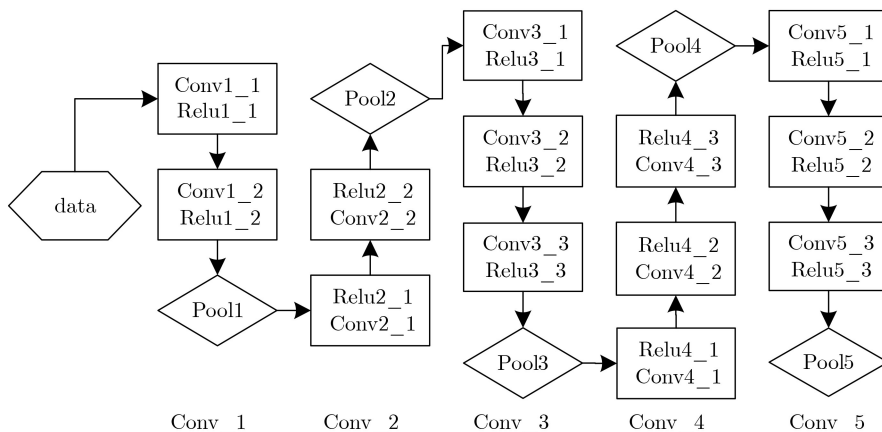 data
Conv1_1
Relu1_1
Conv1_2
Relu1_2
Pool1
Relu2_1
Conv2_1
Relu2_2
Conv2_2
Pool2
Conv3_1
Relu3_1
Conv3_2
Relu3_2
Conv3_3
Relu3_3
Pool3
Relu4_1
Conv4_1
Relu4_2
Conv4_2
Relu4_3
Conv4_3
Pool4
Conv5_1
Relu5_1
Conv5_2
Relu5_2
Conv5_3
Relu5_3
Pool5
Conv 1 Conv 2 Conv 3 Conv 4 Conv 5